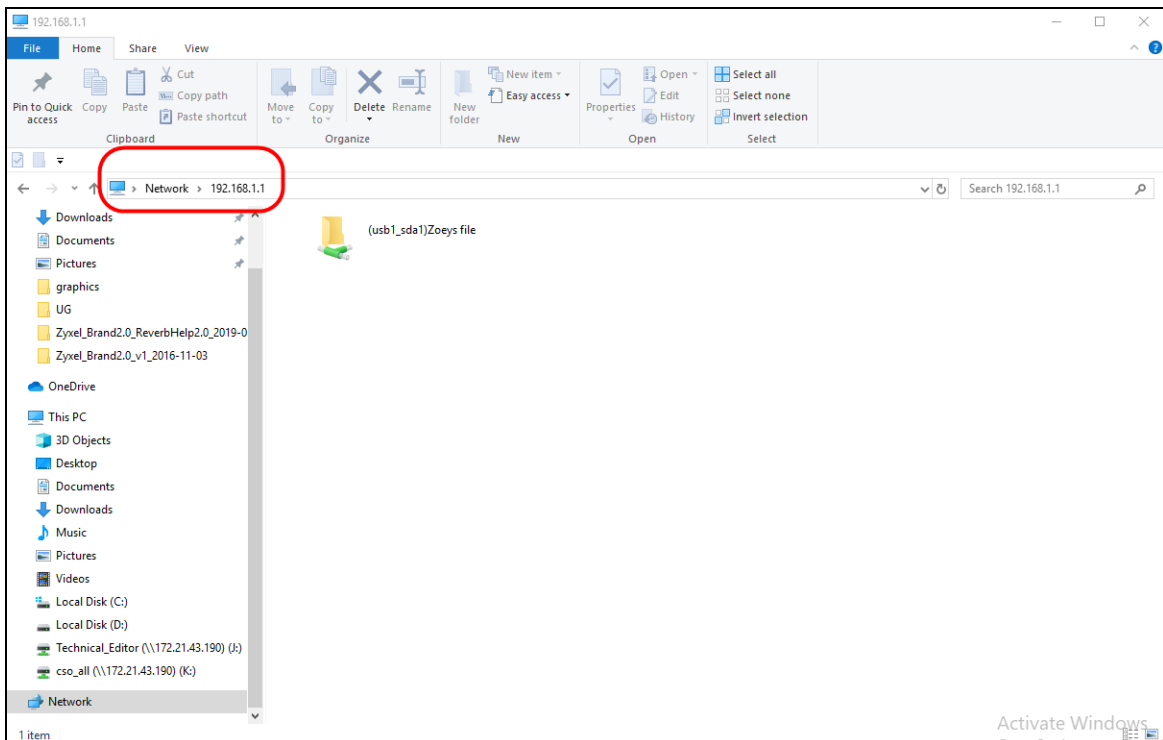 192.168.1.1
File Home Share View
Pin to Quick access
Copy
Paste
Cut
Copy path
Paste shortcut
Clipboard
Move to
Copy to
Delete
Rename
Organize
New folder
New item
Easy access
New
Properties
Open
Edit
History
Open
Select all
Select none
Invert selection
Select
Network > 192.168.1.1
Search 192.168.1.1
Downloads
Documents
Pictures
graphics
UG
Zyxel_Brand2.0_ReverbHelp2.0_2019-0
Zyxel_Brand2.0_v1_2016-11-03
OneDrive
This PC
3D Objects
Desktop
Documents
Downloads
Music
Pictures
Videos
Local Disk (C:)
Local Disk (D:)
Technical_Editor (\\172.21.43.190) (J:)
cso_all (\\172.21.43.190) (K:)
Network
(usb1_sda1)Zoeys file
1 item
Activate Windows